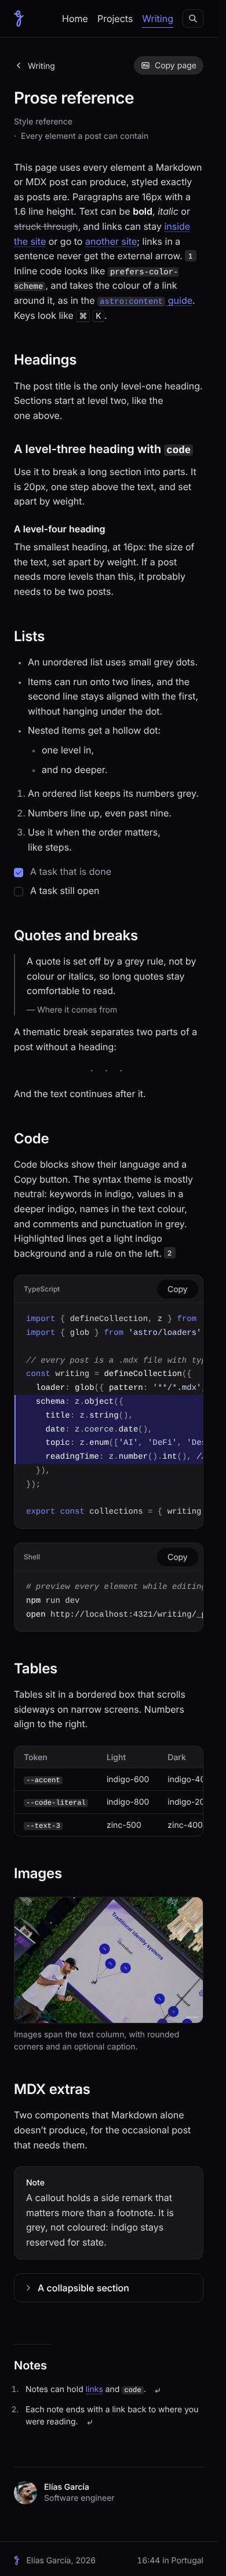 Home Projects Writing
Writing Copy page
Prose reference
Style reference
· Every element a post can contain
This page uses every element a Markdown
or MDX post can produce, styled exactly
as posts are. Paragraphs are 16px with a
1.6 line height. Text can be bold, italic or
struck through, and links can stay inside
the site or go to another site; links in a
sentence never get the external arrow. 1
Inline code looks like prefers-color-
scheme, and takes the colour of a link
around it, as in the astro:content guide.
Keys look like ⌘ K.
Headings
The post title is the only level-one heading.
Sections start at level two, like the
one above.
A level-three heading with code
Use it to break a long section into parts. It
is 20px, one step above the text, and set
apart by weight.
A level-four heading
The smallest heading, at 16px: the size of
the text, set apart by weight. If a post
needs more levels than this, it probably
needs to be two posts.
Lists
• An unordered list uses small grey dots.
• Items can run onto two lines, and the
second line stays aligned with the first,
without hanging under the dot.
• Nested items get a hollow dot:
one level in,
and no deeper.
1. An ordered list keeps its numbers grey.
2. Numbers line up, even past nine.
3. Use it when the order matters,
like steps.
A task that is done
A task still open
Quotes and breaks
A quote is set off by a grey rule, not by
colour or italics, so long quotes stay
comfortable to read.
— Where it comes from
A thematic break separates two parts of a
post without a heading:
· · ·
And the text continues after it.
Code
Code blocks show their language and a
Copy button. The syntax theme is mostly
neutral: keywords in indigo, values in a
deeper indigo, names in the text colour,
and comments and punctuation in grey.
Highlighted lines get a light indigo
background and a rule on the left. 2
TypeScript Copy
import { defineCollection, z } from
import { glob } from 'astro/loaders'
// every post is a .mdx file with typ
const writing = defineCollection({
loader: glob({ pattern: '**/*.mdx'
schema: z.object({
title: z.string(),
date: z.coerce.date(),
topic: z.enum(['AI', 'DeFi', 'Des
readingTime: z.number().int(), /
}),
});
export const collections = { writing
Shell Copy
# preview every element while editing
npm run dev
open http://localhost:4321/writing/_p
Tables
Tables sit in a bordered box that scrolls
sideways on narrow screens. Numbers
align to the right.
Token Light Dark
--accent indigo-600 indigo-40
--code-literal indigo-800 indigo-20
--text-3 zinc-500 zinc-400
Images
Traditional identity systems
Images span the text column, with rounded
corners and an optional caption.
MDX extras
Two components that Markdown alone
doesn't produce, for the occasional post
that needs them.
Note
A callout holds a side remark that
matters more than a footnote. It is
grey, not coloured: indigo stays
reserved for state.
A collapsible section
Notes
1. Notes can hold links and code. ↩
2. Each note ends with a link back to where you
were reading. ↩
Elías García
Software engineer
Elías García, 2026 16:44 in Portugal